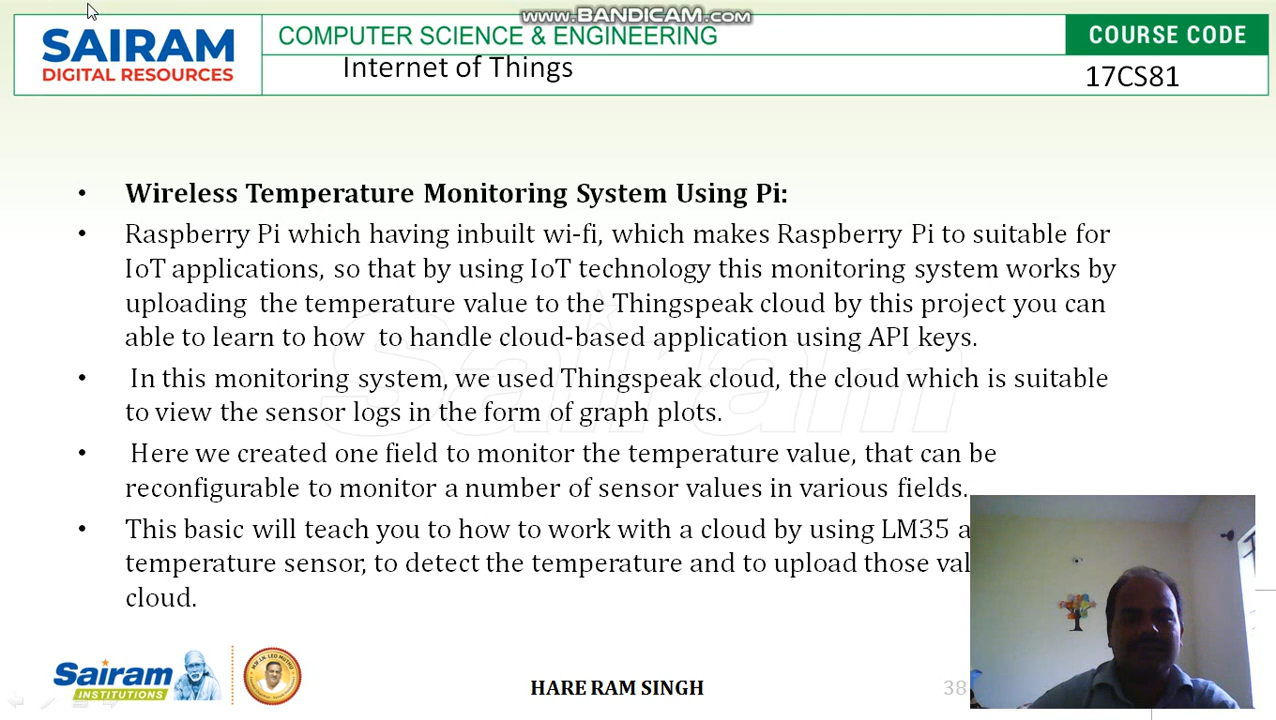 www.BANDICAM.com
SAIRAM
DIGITAL RESOURCES
COMPUTER SCIENCE & ENGINEERING
Internet of Things
COURSE CODE
17CS81
• Wireless Temperature Monitoring System Using Pi:
• Raspberry Pi which having inbuilt wi-fi, which makes Raspberry Pi to suitable for
IoT applications, so that by using IoT technology this monitoring system works by
uploading the temperature value to the Thingspeak cloud by this project you can
able to learn to how to handle cloud-based application using API keys.
• In this monitoring system, we used Thingspeak cloud, the cloud which is suitable
to view the sensor logs in the form of graph plots.
• Here we created one field to monitor the temperature value, that can be
reconfigurable to monitor a number of sensor values in various fields.
• This basic will teach you to how to work with a cloud by using LM35 a
temperature sensor, to detect the temperature and to upload those val
cloud.
Sairam
Sairam
INSTITUTIONS
HARE RAM SINGH
38